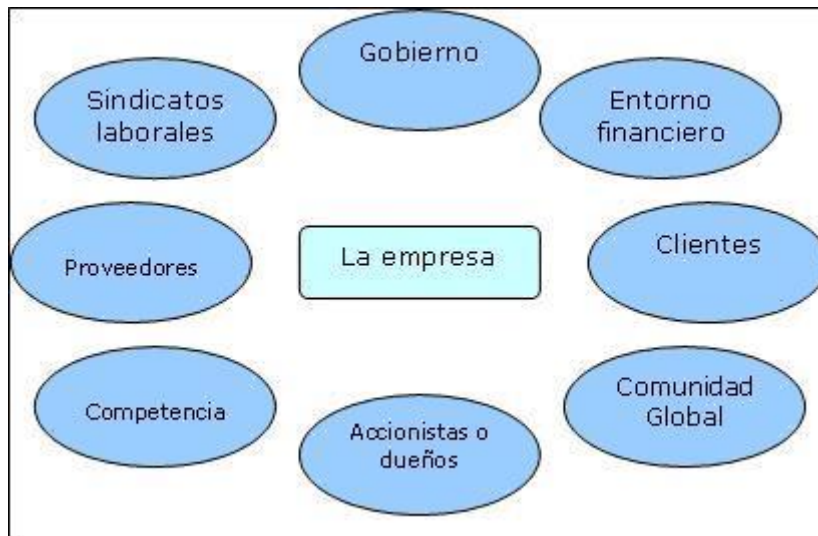 Gobierno
Sindicatos
laborales
Entorno
financiero
Proveedores
La empresa
Clientes
Competencia
Accionistas o
dueños
Comunidad
Global